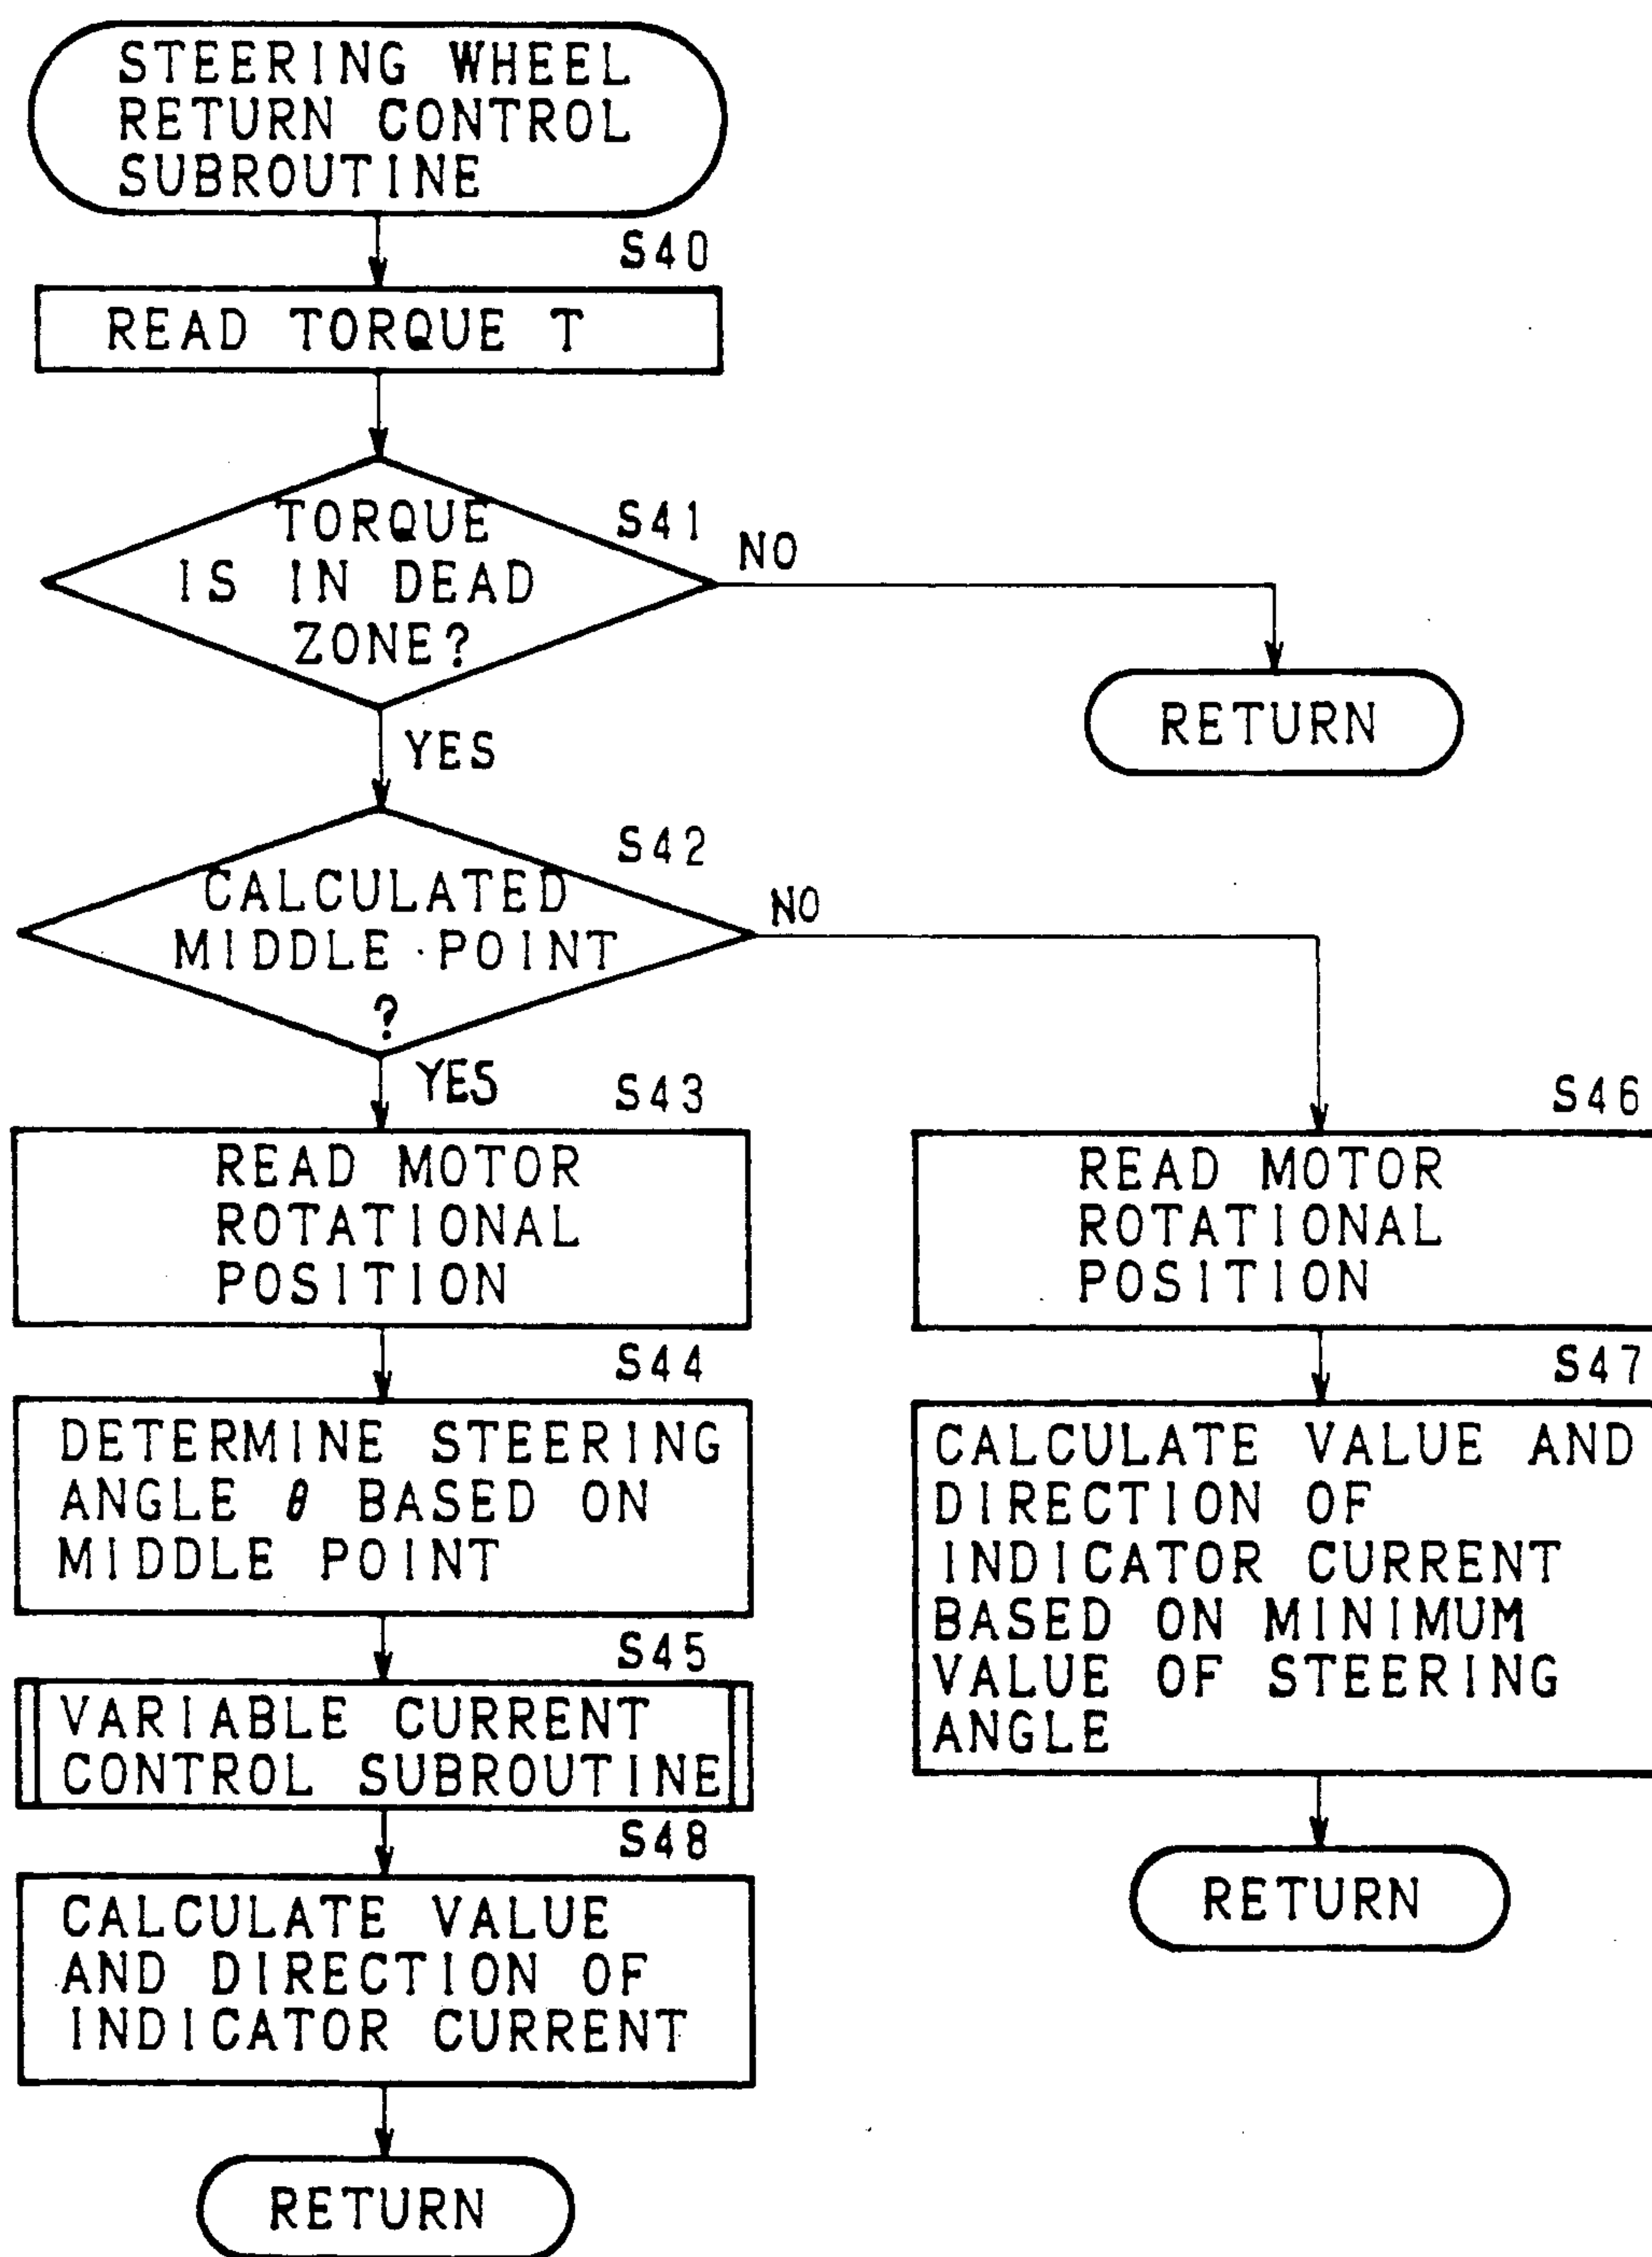 STEERING WHEEL
RETURN CONTROL
SUBROUTINE
S40
READ TORQUE T
S41
TORQUE
IS IN DEAD
ZONE?
NO
RETURN
YES
S42
CALCULATED
MIDDLE POINT
?
NO
YES
S43
READ MOTOR
ROTATIONAL
POSITION
S46
READ MOTOR
ROTATIONAL
POSITION
S44
DETERMINE STEERING
ANGLE θ BASED ON
MIDDLE POINT
S47
CALCULATE VALUE AND
DIRECTION OF
INDICATOR CURRENT
BASED ON MINIMUM
VALUE OF STEERING
ANGLE
S45
VARIABLE CURRENT
CONTROL SUBROUTINE
S48
CALCULATE VALUE
AND DIRECTION OF
INDICATOR CURRENT
RETURN
RETURN